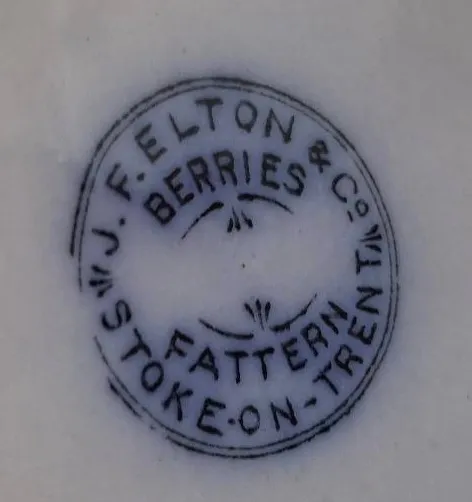 J. F. ELTON & Co.
BERRIES
FATTERN
STOKE-ON-TRENT